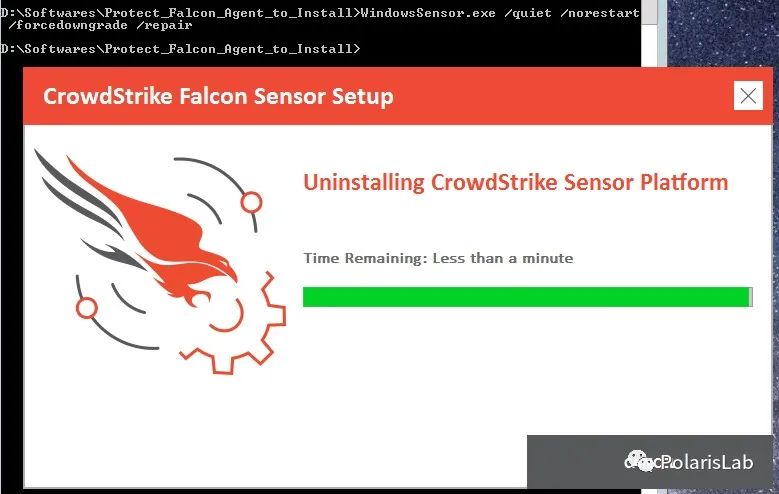 D:\Softwares\Protect_Falcon_Agent_to_Install>WindowsSensor.exe /quiet /norestart
/forcedowngrade /repair
D:\Softwares\Protect_Falcon_Agent_to_Install>
CrowdStrike Falcon Sensor Setup
Uninstalling CrowdStrike Sensor Platform
Time Remaining: Less than a minute
PolarisLab